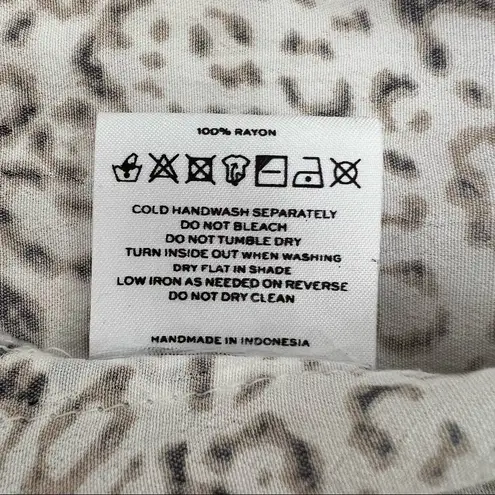 100% RAYON
COLD HANDWASH SEPARATELY
DO NOT BLEACH
DO NOT TUMBLE DRY
TURN INSIDE OUT WHEN WASHING
DRY FLAT IN SHADE
LOW IRON AS NEEDED ON REVERSE
DO NOT DRY CLEAN
HANDMADE IN INDONESIA